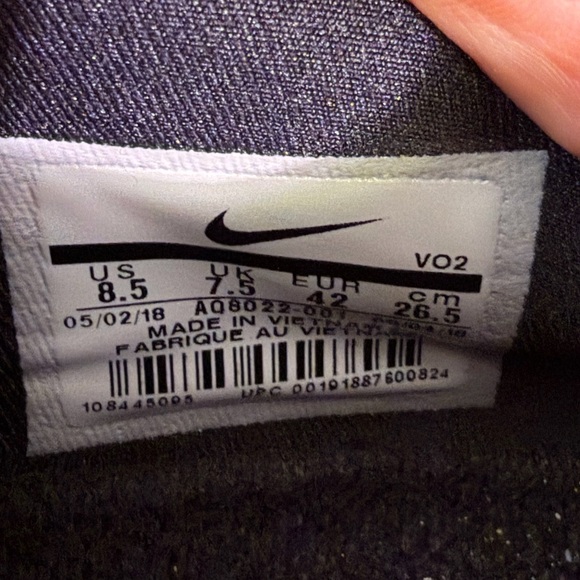 VO2
US UK EUR cm
8.5 7.5 42 26.5
05/02/18 AQ8022-001
MADE IN VIETNAM
FABRIQUE AU VIETNAM
108445095 UPC 00191887600824